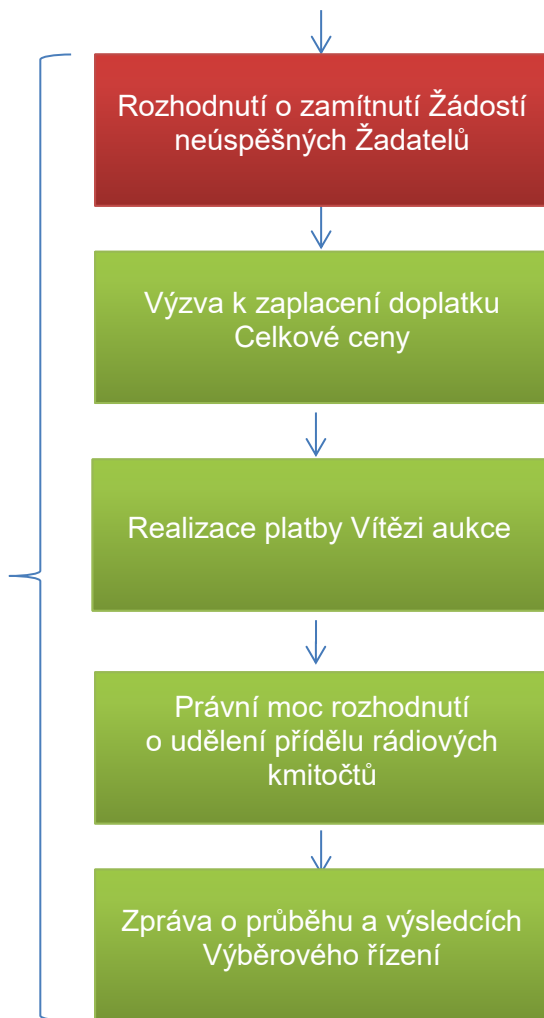 Rozhodnutí o zamítnutí Žádostí
neúspěšných Žadatelů
Výzva k zaplacení doplatku
Celkové ceny
Realizace platby Vítězi aukce
Právní moc rozhodnutí
o udělení přídělu rádiových
kmitočtů
Zpráva o průběhu a výsledcích
Výběrového řízení